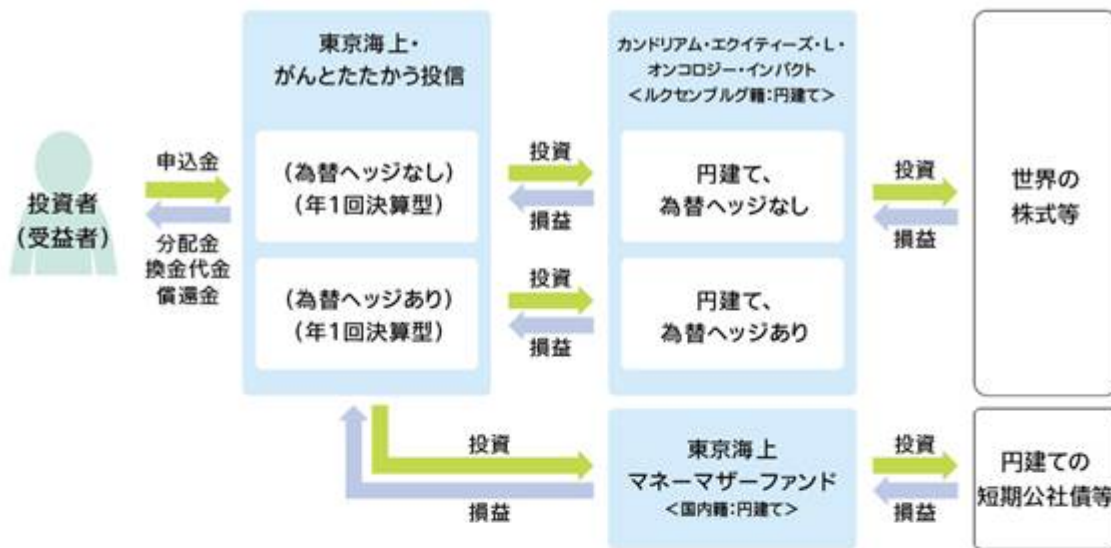 東京海上・
がんとたたかう投信
カンドリアム・エクイティーズ・L・
オンコロジー・インパクト
<ルクセンブルグ籍:円建て>
投資者
(受益者)
申込金
分配金
換金代金
償還金
(為替ヘッジなし)
(年1回決算型)
投資
損益
円建て、
為替ヘッジなし
投資
損益
世界の
株式等
(為替ヘッジあり)
(年1回決算型)
投資
損益
円建て、
為替ヘッジあり
投資
損益
東京海上
マネーマザーファンド
<国内籍:円建て>
投資
損益
円建ての
短期公社債等